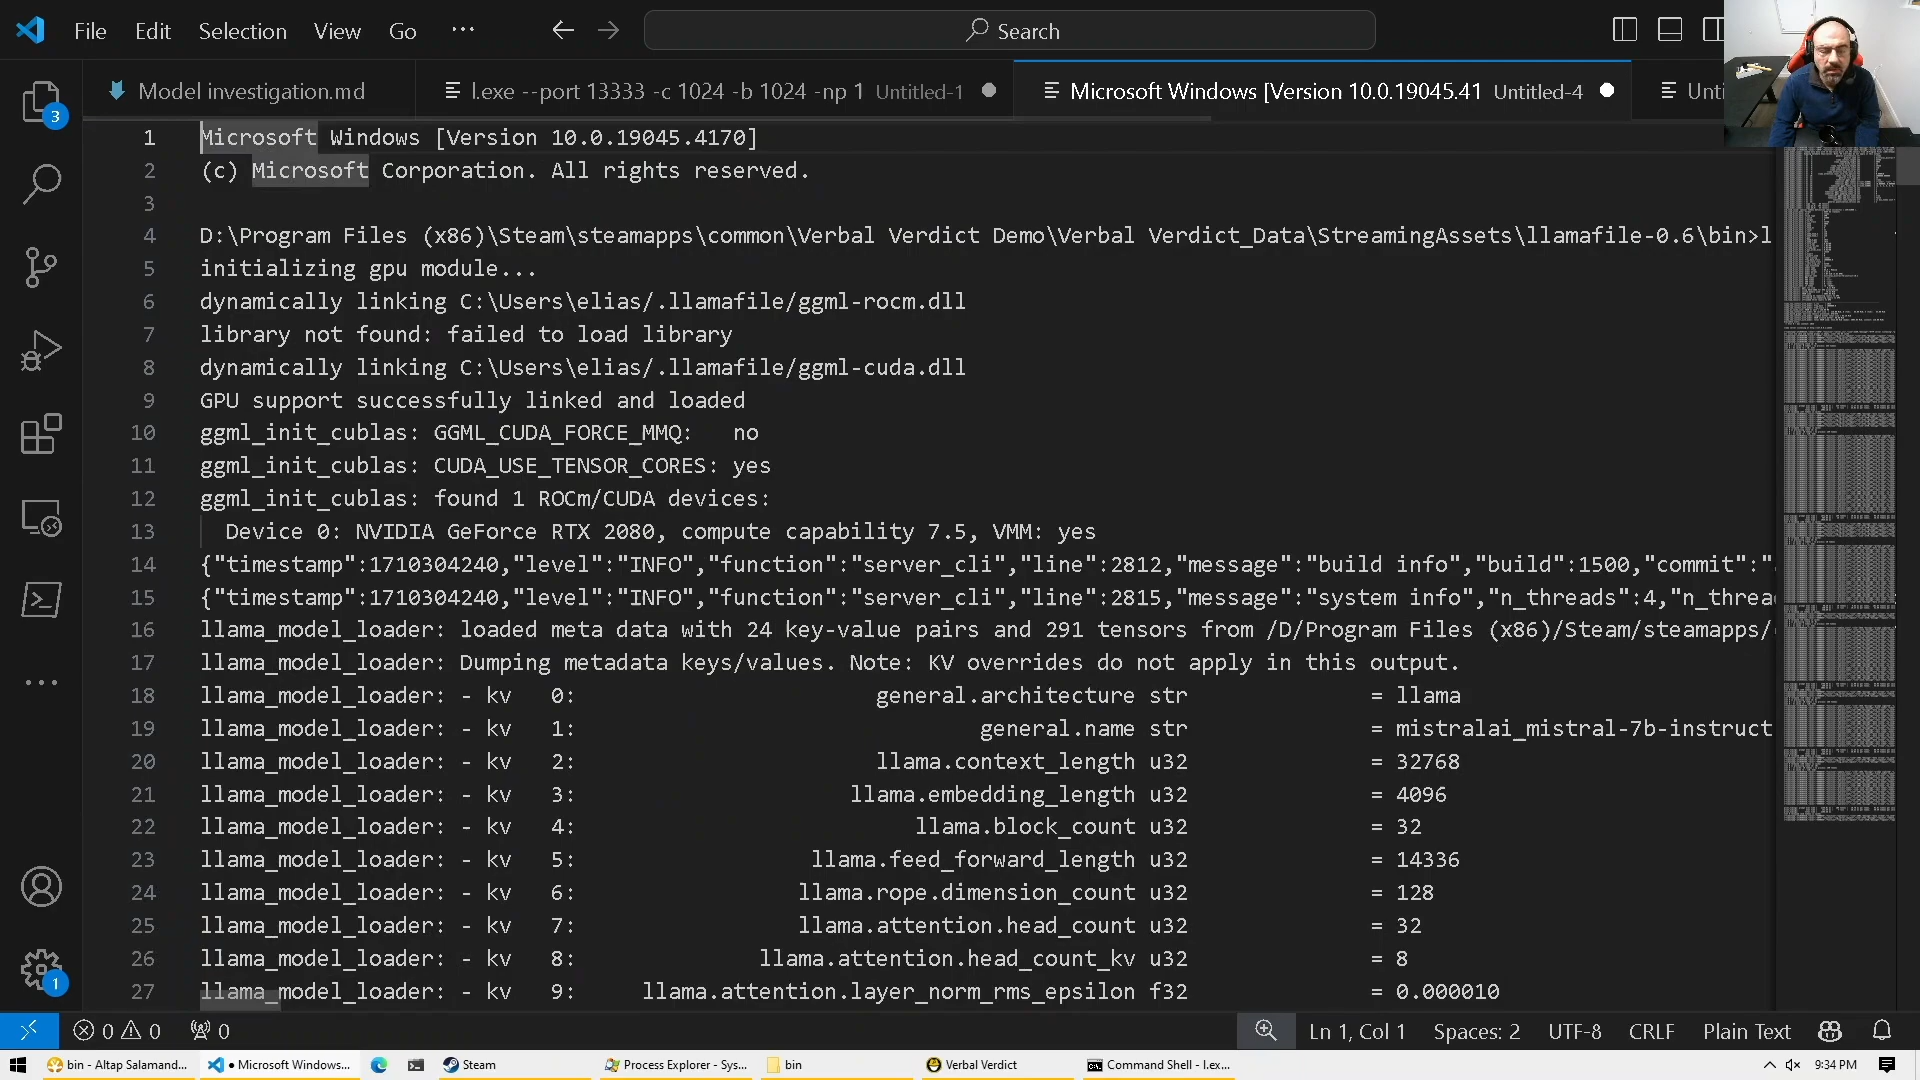 File Edit Selection View Go ··· Search
Model investigation.md l.exe --port 13333 -c 1024 -b 1024 -np 1 Untitled-1 Microsoft Windows [Version 10.0.19045.41 Untitled-4 Unti
3
1 Microsoft Windows [Version 10.0.19045.4170]
2 (c) Microsoft Corporation. All rights reserved.
3
4 D:\Program Files (x86)\Steam\steamapps\common\Verbal Verdict Demo\Verbal Verdict_Data\StreamingAssets\llamafile-0.6\bin>l
5 initializing gpu module...
6 dynamically linking C:\Users\elias/.llamafile/ggml-rocm.dll
7 library not found: failed to load library
8 dynamically linking C:\Users\elias/.llamafile/ggml-cuda.dll
9 GPU support successfully linked and loaded
10 ggml_init_cublas: GGML_CUDA_FORCE_MMQ:   no
11 ggml_init_cublas: CUDA_USE_TENSOR_CORES: yes
12 ggml_init_cublas: found 1 ROCm/CUDA devices:
13   Device 0: NVIDIA GeForce RTX 2080, compute capability 7.5, VMM: yes
14 {"timestamp":1710304240,"level":"INFO","function":"server_cli","line":2812,"message":"build info","build":1500,"commit":"
15 {"timestamp":1710304240,"level":"INFO","function":"server_cli","line":2815,"message":"system info","n_threads":4,"n_threa
16 llama_model_loader: loaded meta data with 24 key-value pairs and 291 tensors from /D/Program Files (x86)/Steam/steamapps/
17 llama_model_loader: Dumping metadata keys/values. Note: KV overrides do not apply in this output.
18 llama_model_loader: - kv   0: general.architecture str = llama
19 llama_model_loader: - kv   1: general.name str = mistralai_mistral-7b-instruct
20 llama_model_loader: - kv   2: llama.context_length u32 = 32768
21 llama_model_loader: - kv   3: llama.embedding_length u32 = 4096
22 llama_model_loader: - kv   4: llama.block_count u32 = 32
23 llama_model_loader: - kv   5: llama.feed_forward_length u32 = 14336
24 llama_model_loader: - kv   6: llama.rope.dimension_count u32 = 128
25 llama_model_loader: - kv   7: llama.attention.head_count u32 = 32
26 llama_model_loader: - kv   8: llama.attention.head_count_kv u32 = 8
27 llama_model_loader: - kv   9: llama.attention.layer_norm_rms_epsilon f32 = 0.000010
1
0 0 0 Ln 1, Col 1 Spaces: 2 UTF-8 CRLF Plain Text
bin - Altap Salamand... • Microsoft Windows... Steam Process Explorer - Sys... bin Verbal Verdict Command Shell - l.ex... 9:34 PM